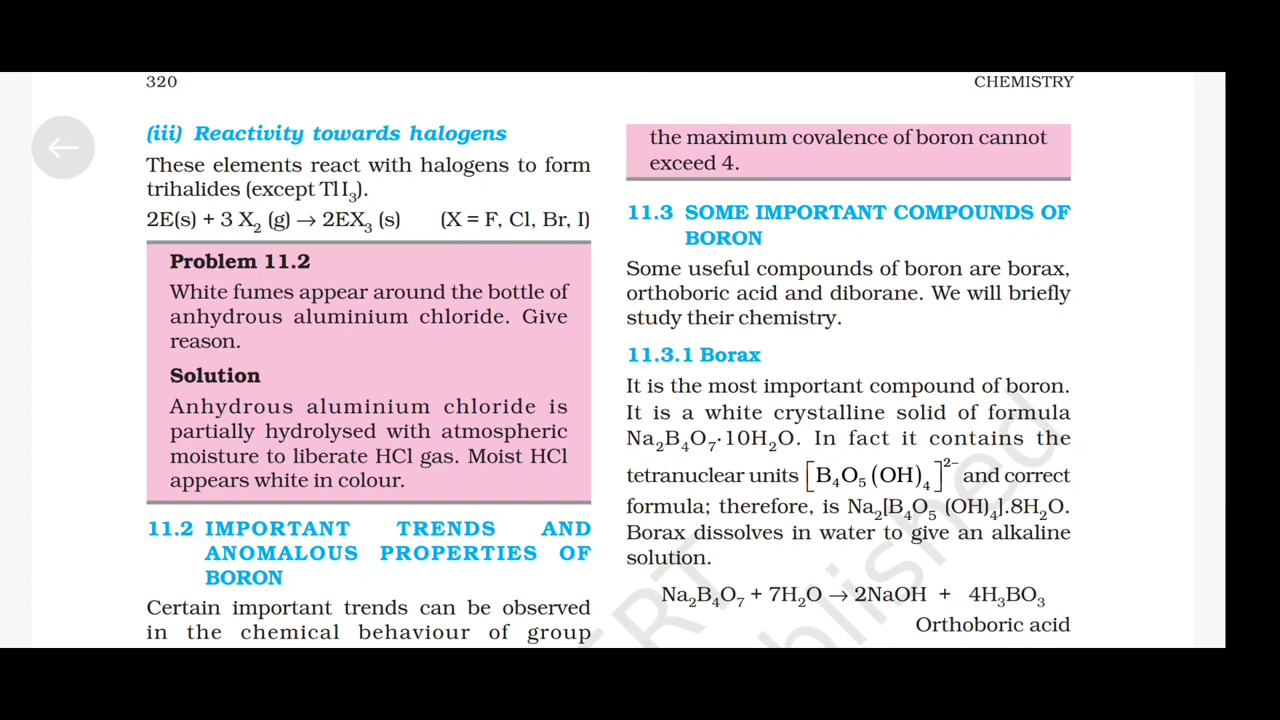 320
CHEMISTRY
(iii) Reactivity towards halogens
These elements react with halogens to form
trihalides (except Tl I₃).
2E(s) + 3 X₂ (g) → 2EX₃ (s) (X = F, Cl, Br, I)
Problem 11.2
White fumes appear around the bottle of
anhydrous aluminium chloride. Give
reason.
Solution
Anhydrous aluminium chloride is
partially hydrolysed with atmospheric
moisture to liberate HCl gas. Moist HCl
appears white in colour.
11.2 IMPORTANT TRENDS AND
ANOMALOUS PROPERTIES OF
BORON
Certain important trends can be observed
in the chemical behaviour of group
the maximum covalence of boron cannot
exceed 4.
11.3 SOME IMPORTANT COMPOUNDS OF
BORON
Some useful compounds of boron are borax,
orthoboric acid and diborane. We will briefly
study their chemistry.
11.3.1 Borax
It is the most important compound of boron.
It is a white crystalline solid of formula
Na₂B₄O₇·10H₂O. In fact it contains the
tetranuclear units [B₄O₅(OH)₄]²⁻ and correct
formula; therefore, is Na₂[B₄O₅ (OH)₄].8H₂O.
Borax dissolves in water to give an alkaline
solution.
Na₂B₄O₇ + 7H₂O → 2NaOH + 4H₃BO₃
Orthoboric acid